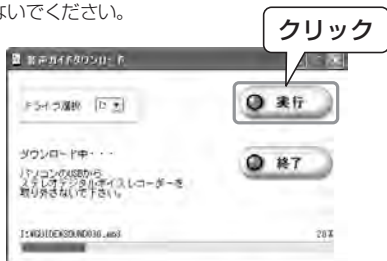 ないでください。
クリック
音声ガイドダウンロード
ドライブ選択
実行
ダウンロード中・・・
終了
パソコンのUSBから
ステレオデジタルボイスレコーダーを
取り外さないで下さい。
28%